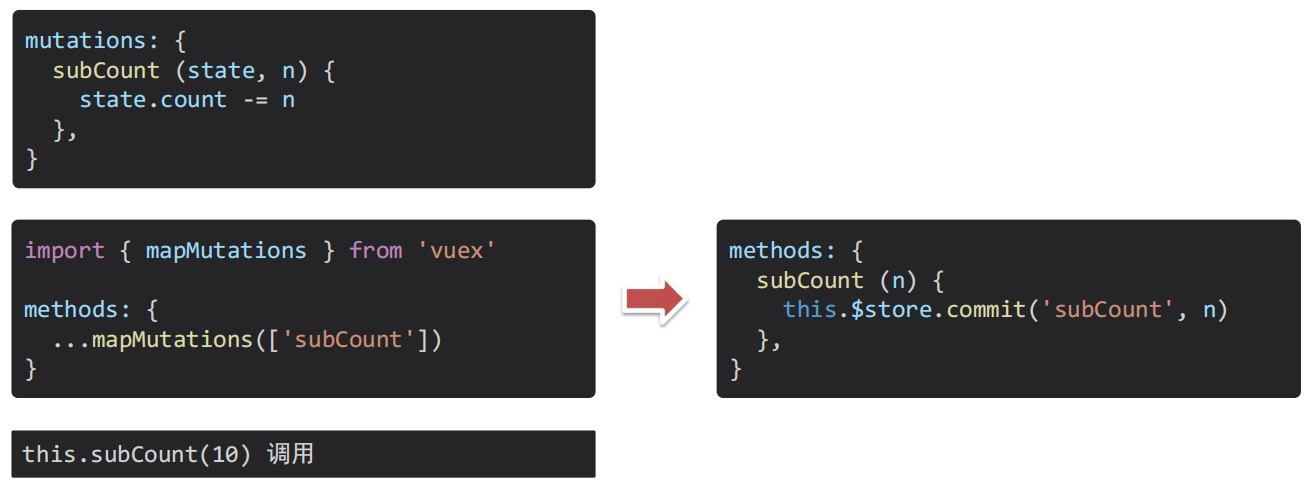 mutations: {
  subCount (state, n) {
    state.count -= n
  },
}
import { mapMutations } from 'vuex'
methods: {
  ...mapMutations(['subCount'])
}
methods: {
  subCount (n) {
    this.$store.commit('subCount', n)
  },
}
this.subCount(10) 调用